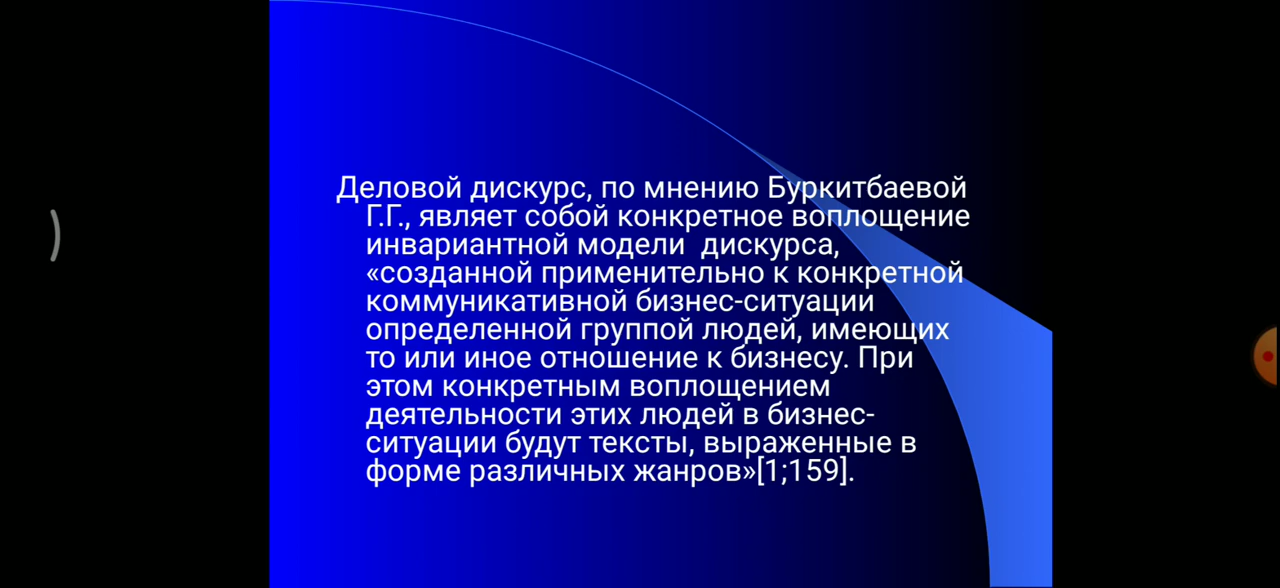 Деловой дискурс, по мнению Буркитбаевой
Г.Г., являет собой конкретное воплощение
инвариантной модели  дискурса,
«созданной применительно к конкретной
коммуникативной бизнес-ситуации
определенной группой людей, имеющих
то или иное отношение к бизнесу. При
этом конкретным воплощением
деятельности этих людей в бизнес-
ситуации будут тексты, выраженные в
форме различных жанров»[1;159].